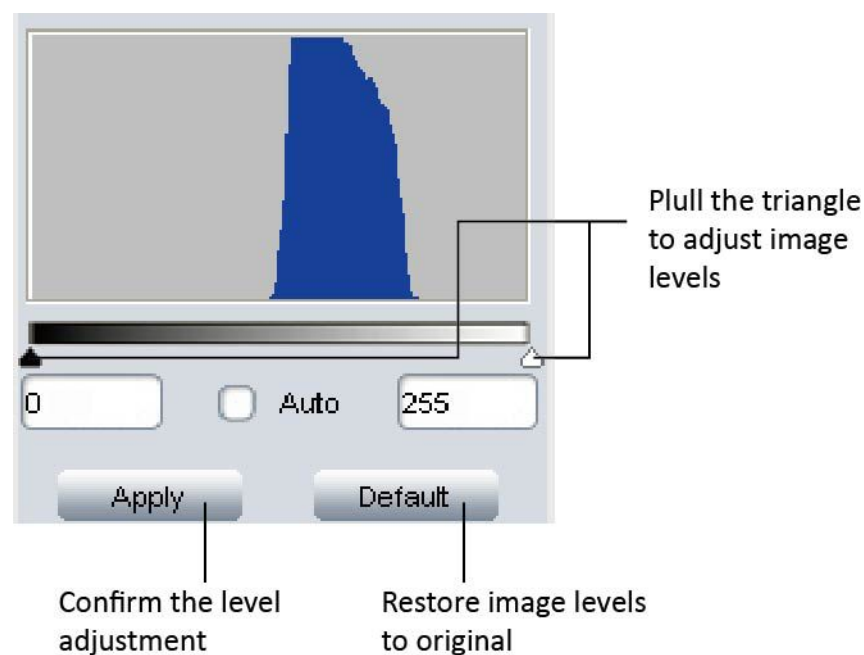 Plull the triangle
to adjust image
levels
0
Auto
255
Apply
Default
Confirm the level
adjustment
Restore image levels
to original